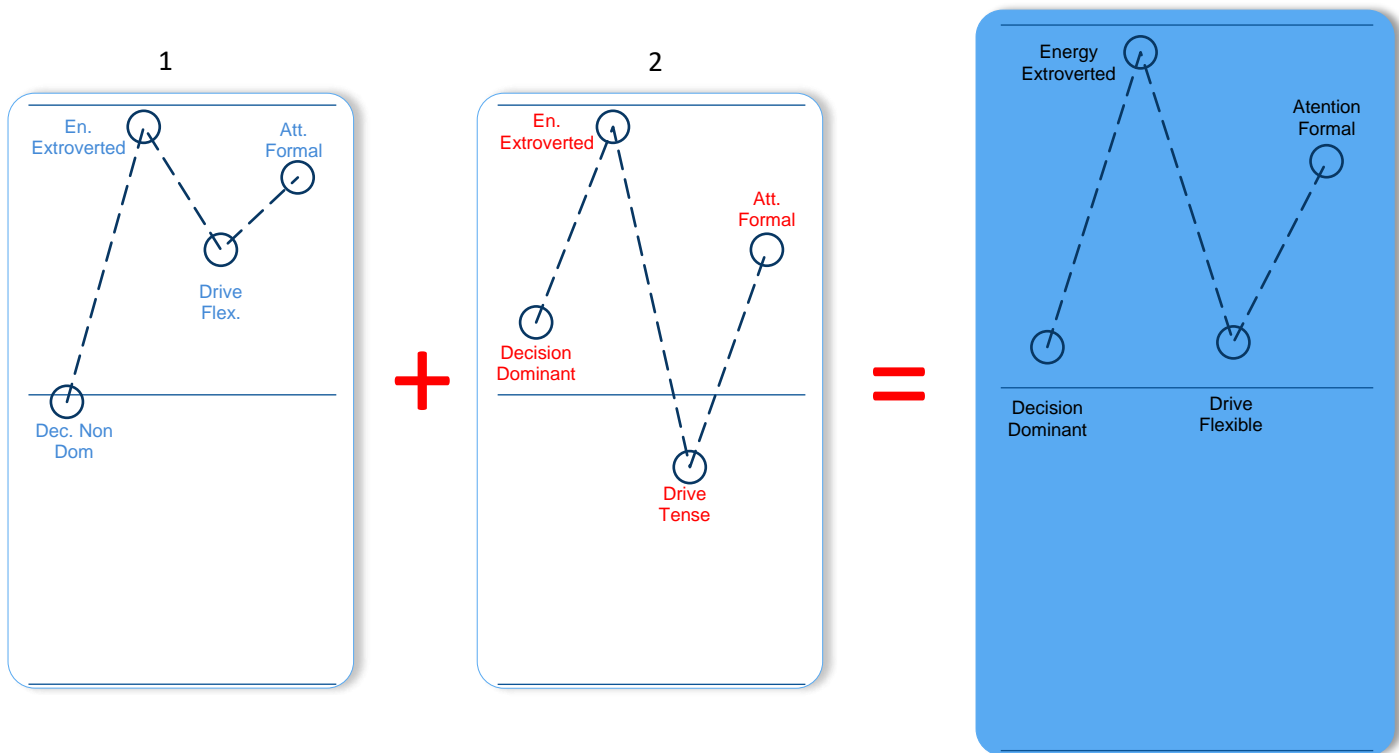 1
En.
Extroverted
Att.
Formal
Drive
Flex.
Dec. Non
Dom
+
2
En.
Extroverted
Att.
Formal
Decision
Dominant
Drive
Tense
=
Energy
Extroverted
Atention
Formal
Decision
Dominant
Drive
Flexible